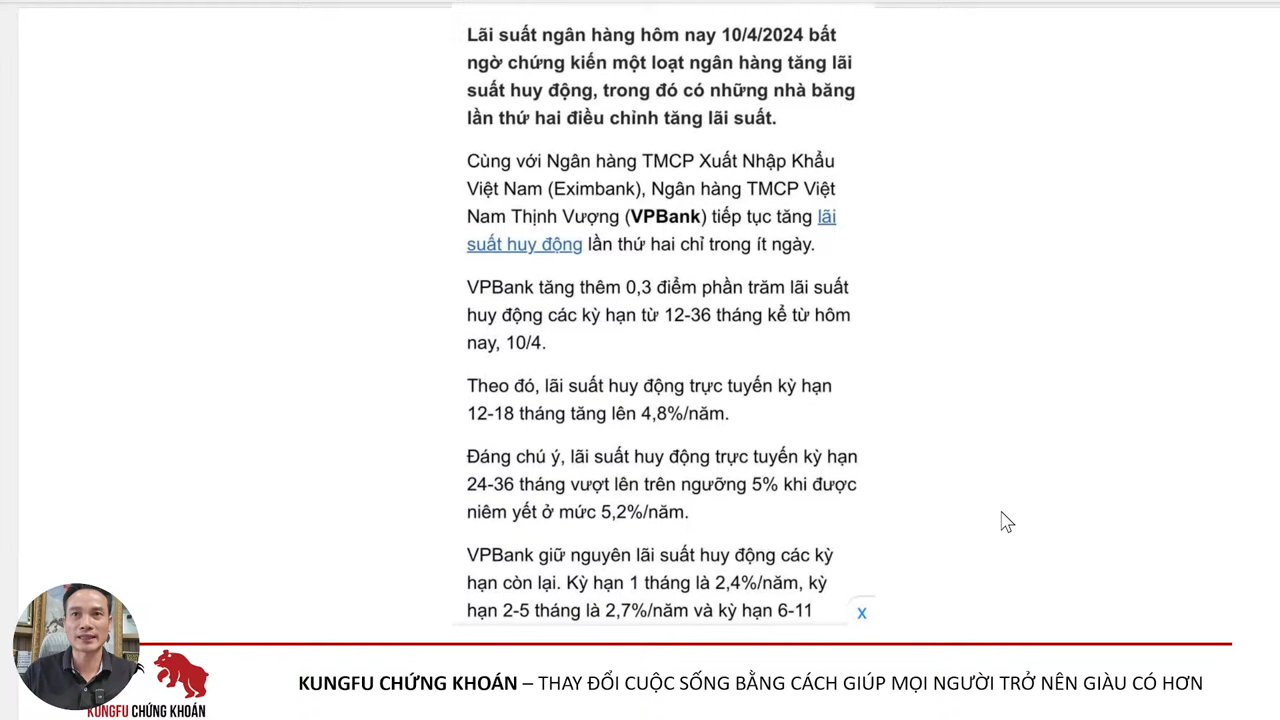 Lãi suất ngân hàng hôm nay 10/4/2024 bất
ngờ chứng kiến một loạt ngân hàng tăng lãi
suất huy động, trong đó có những nhà băng
lần thứ hai điều chỉnh tăng lãi suất.
Cùng với Ngân hàng TMCP Xuất Nhập Khẩu
Việt Nam (Eximbank), Ngân hàng TMCP Việt
Nam Thịnh Vượng (VPBank) tiếp tục tăng lãi
suất huy động lần thứ hai chỉ trong ít ngày.
VPBank tăng thêm 0,3 điểm phần trăm lãi suất
huy động các kỳ hạn từ 12-36 tháng kể từ hôm
nay, 10/4.
Theo đó, lãi suất huy động trực tuyến kỳ hạn
12-18 tháng tăng lên 4,8%/năm.
Đáng chú ý, lãi suất huy động trực tuyến kỳ hạn
24-36 tháng vượt lên trên ngưỡng 5% khi được
niêm yết ở mức 5,2%/năm.
VPBank giữ nguyên lãi suất huy động các kỳ
hạn còn lại. Kỳ hạn 1 tháng là 2,4%/năm, kỳ
hạn 2-5 tháng là 2,7%/năm và kỳ hạn 6-11
X
KUNGFU CHỨNG KHOÁN – THAY ĐỔI CUỘC SỐNG BẰNG CÁCH GIÚP MỌI NGƯỜI TRỞ NÊN GIÀU CÓ HƠN
KUNGFU CHỨNG KHOÁN